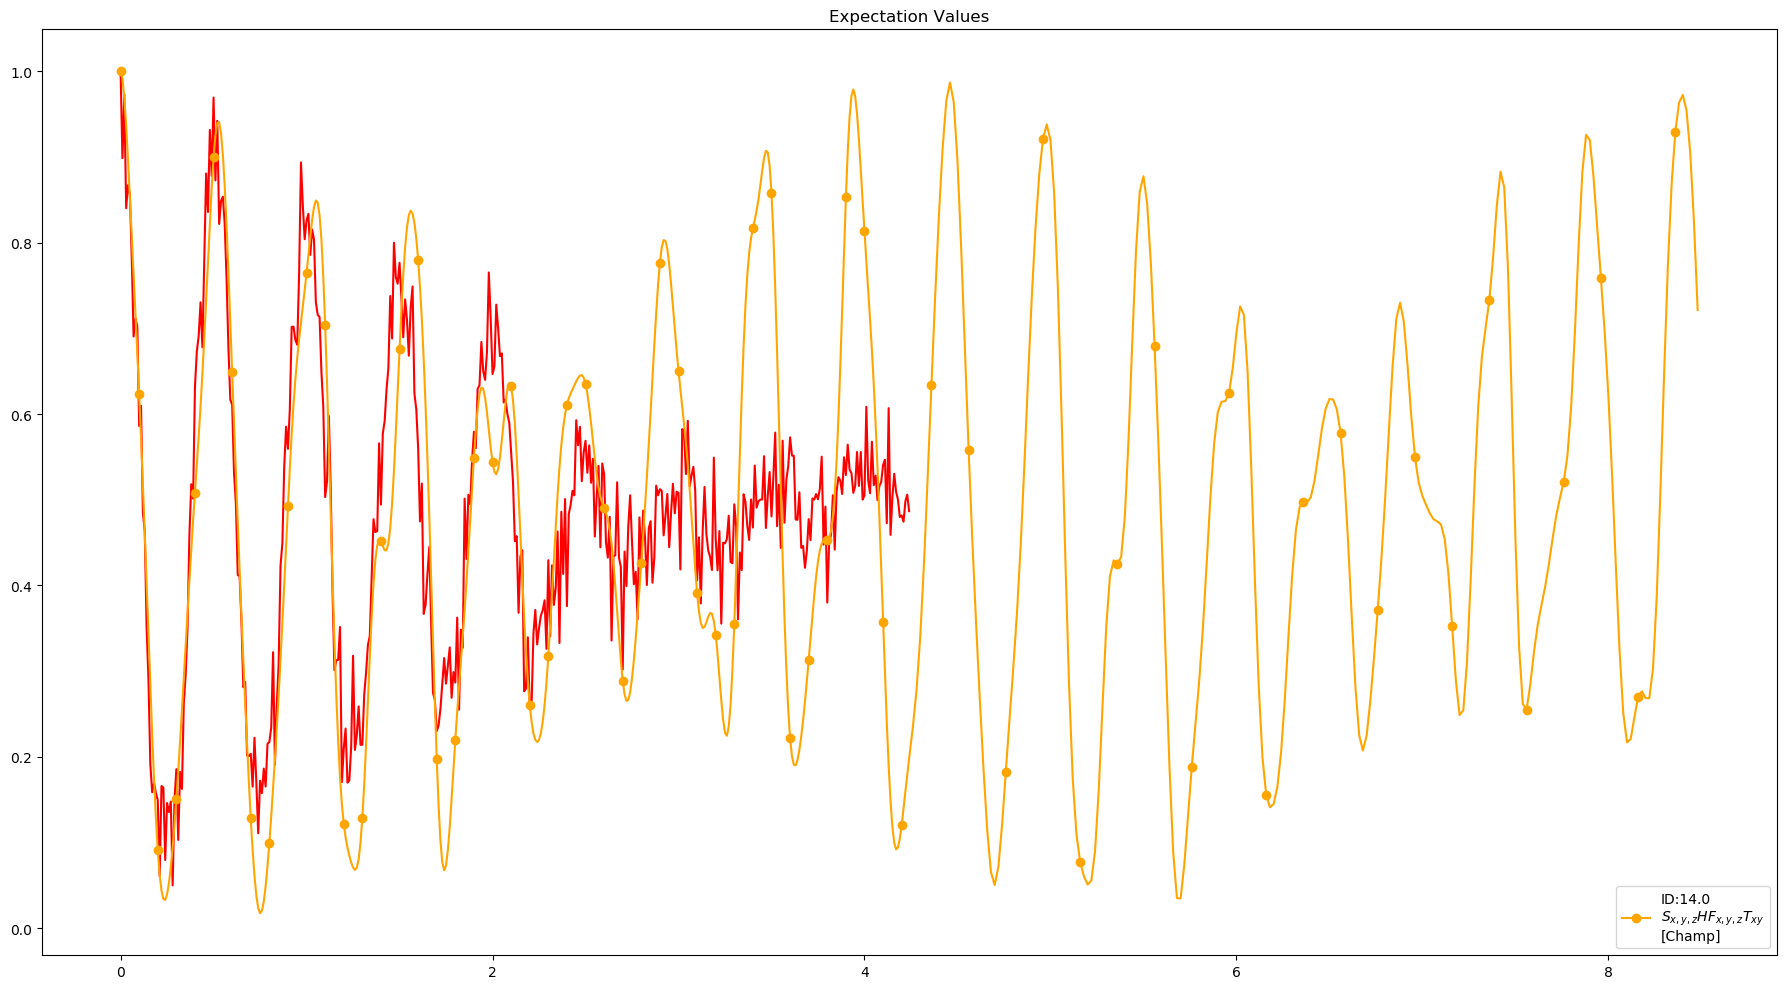 Expectation Values
1.0
0.8
0.6
0.4
0.2
0.0
0 2 4 6 8
ID:14.0
S_{x,y,z}HF_{x,y,z}T_{xy}
[Champ]